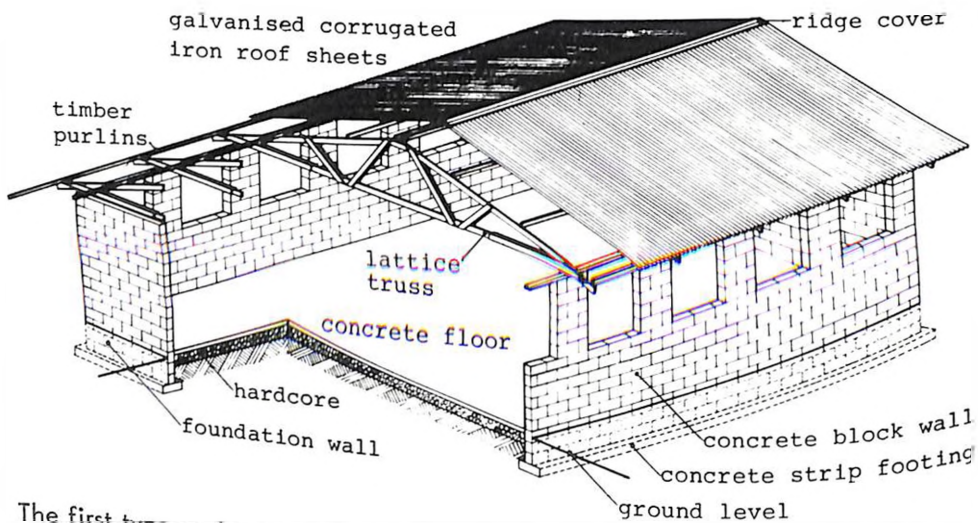 galvanised corrugated
iron roof sheets
ridge cover
timber
purlins
lattice
truss
concrete floor
hardcore
foundation wall
concrete block wall
concrete strip footing
ground level
The first